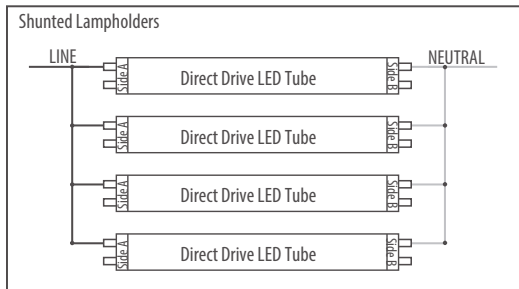 Shunted Lampholders
LINE
NEUTRAL
Side A
Direct Drive LED Tube
Side B
Side A
Direct Drive LED Tube
Side B
Side A
Direct Drive LED Tube
Side B
Side A
Direct Drive LED Tube
Side B